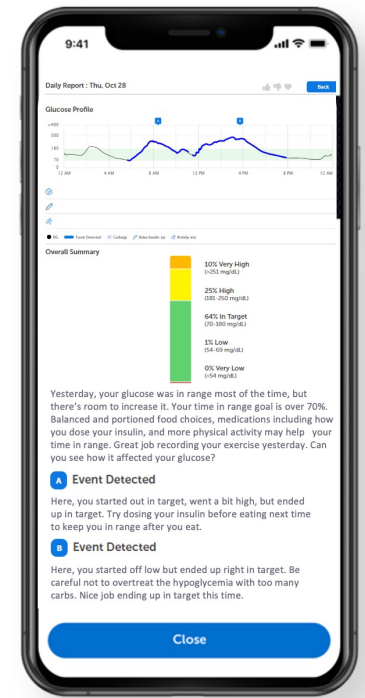 9:41
Daily Report : Thu, Oct 28
Back
Glucose Profile
>400
300
180
70
0
A
B
12 AM 4 AM 8 AM 12 PM 4 PM 8 PM 12 AM
BG Event Detected Carbs(g) Bolus Insulin (u) Activity (m)
Overall Summary
10% Very High
(>251 mg/dL)
25% High
(181-250 mg/dL)
64% In Target
(70-180 mg/dL)
1% Low
(54-69 mg/dL)
0% Very Low
(<54 mg/dL)
Yesterday, your glucose was in range most of the time, but
there's room to increase it. Your time in range goal is over 70%.
Balanced and portioned food choices, medications including how
you dose your insulin, and more physical activity may help your
time in range. Great job recording your exercise yesterday. Can
you see how it affected your glucose?
A Event Detected
Here, you started out in target, went a bit high, but ended
up in target. Try dosing your insulin before eating next time
to keep you in range after you eat.
B Event Detected
Here, you started off low but ended up right in target. Be
careful not to overtreat the hypoglycemia with too many
carbs. Nice job ending up in target this time.
Close